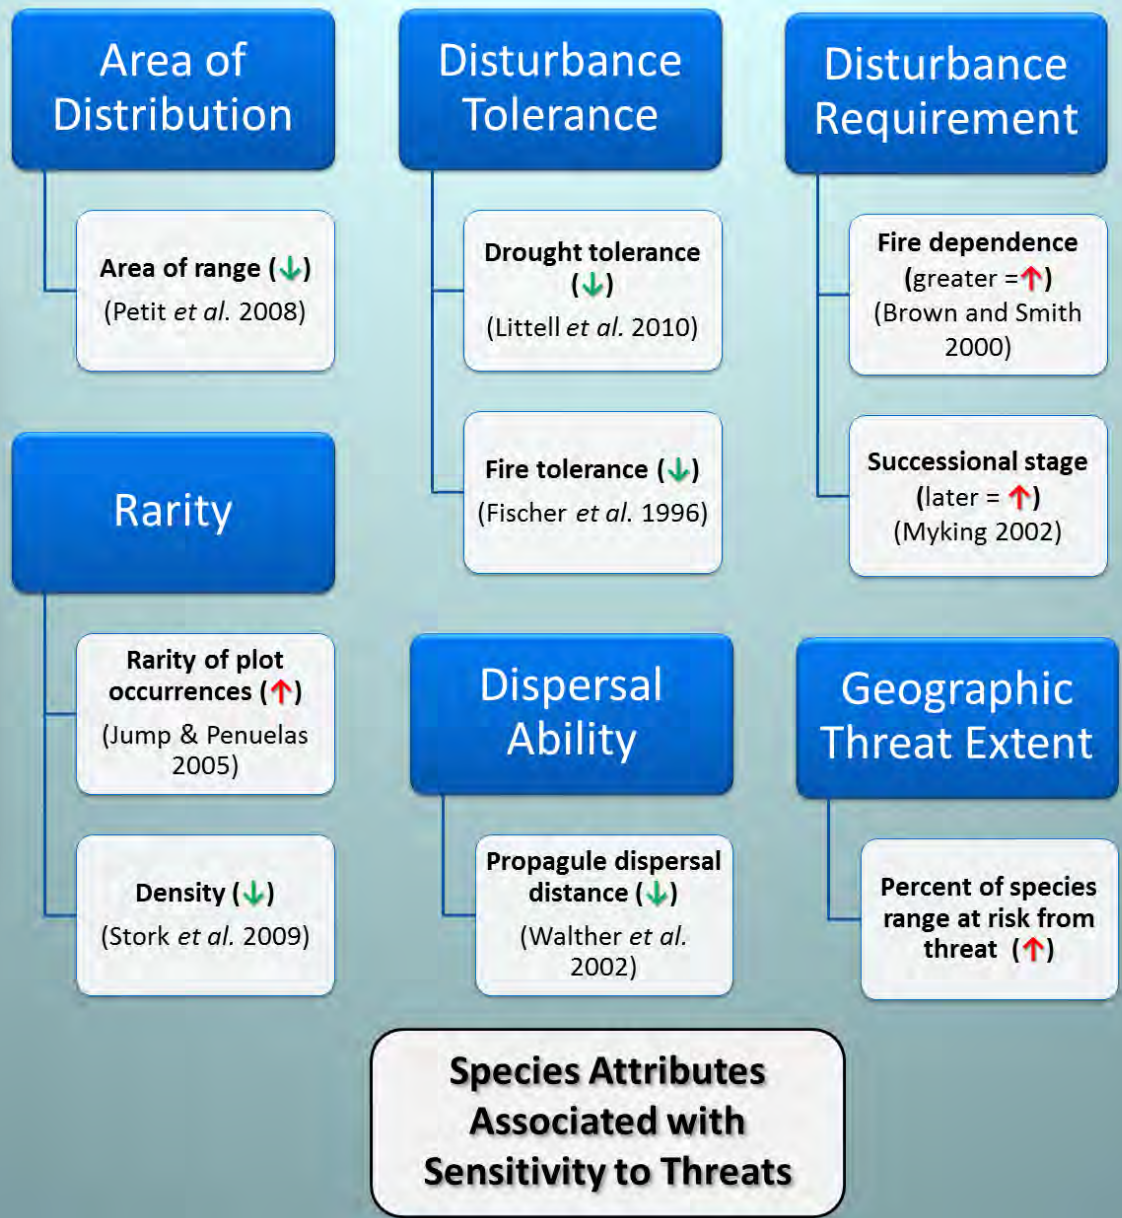 Area of
Distribution
Area of range (↓)
(Petit et al. 2008)
Rarity
Rarity of plot
occurrences (↑)
(Jump & Penuelas
2005)
Density (↓)
(Stork et al. 2009)
Disturbance
Tolerance
Drought tolerance
(↓)
(Littell et al. 2010)
Fire tolerance (↓)
(Fischer et al. 1996)
Dispersal
Ability
Propagule dispersal
distance (↓)
(Walther et al.
2002)
Disturbance
Requirement
Fire dependence
(greater =↑)
(Brown and Smith
2000)
Successional stage
(later = ↑)
(Myking 2002)
Geographic
Threat Extent
Percent of species
range at risk from
threat (↑)
Species Attributes
Associated with
Sensitivity to Threats